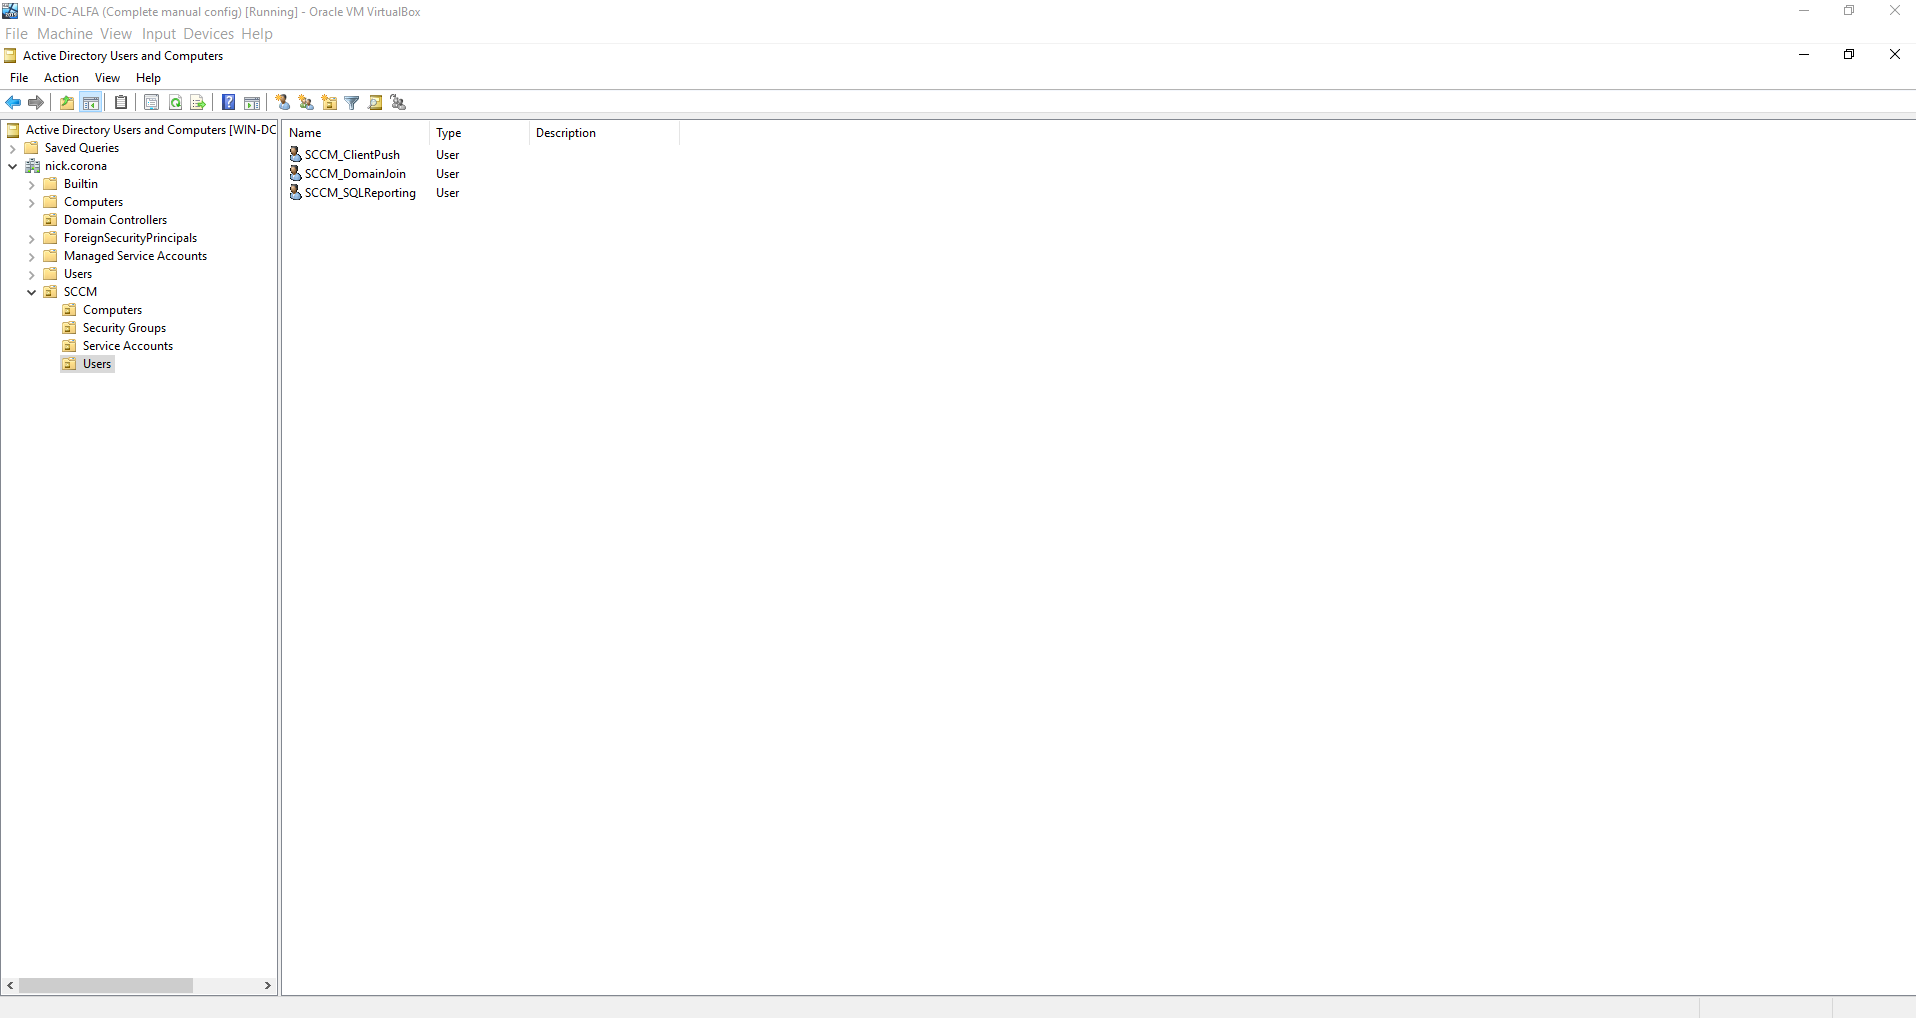 WIN-DC-ALFA (Complete manual config) [Running] - Oracle VM VirtualBox
File Machine View Input Devices Help
Active Directory Users and Computers
File Action View Help
Active Directory Users and Computers [WIN-DC
Saved Queries
nick.corona
Builtin
Computers
Domain Controllers
ForeignSecurityPrincipals
Managed Service Accounts
Users
SCCM
Computers
Security Groups
Service Accounts
Users
Name Type Description
SCCM_ClientPush User
SCCM_DomainJoin User
SCCM_SQLReporting User